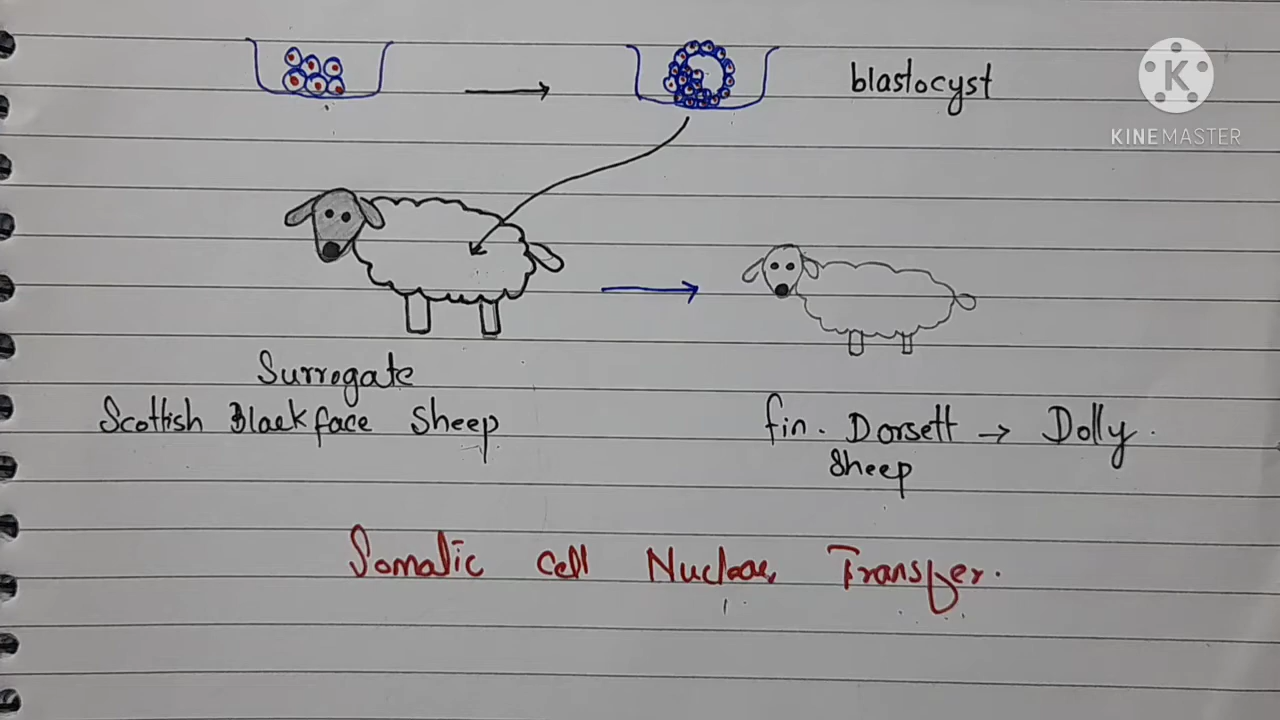 blastocyst
K
KINEMASTER
Surrogate
Scottish Blackface Sheep
fin. Dorsett → Dolly.
Sheep
Somatic Cell Nuclear Transfer.